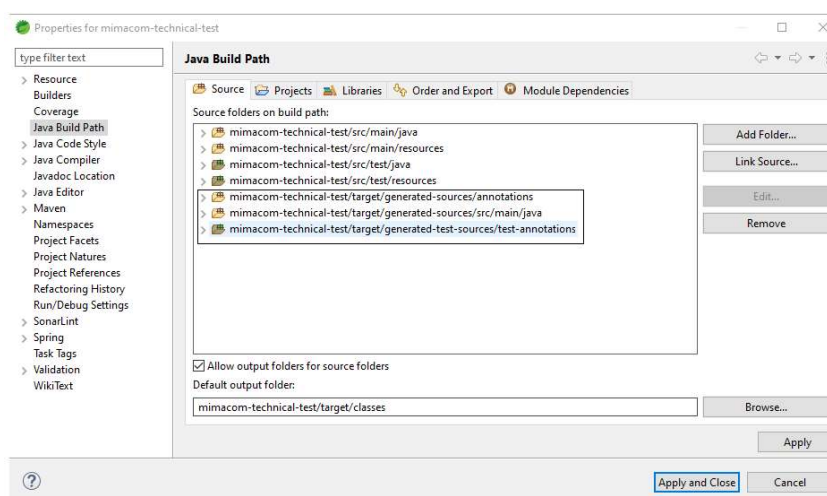 Properties for mimacom-technical-test
type filter text
Resource
Builders
Coverage
Java Build Path
Java Code Style
Java Compiler
Javadoc Location
Java Editor
Maven
Namespaces
Project Facets
Project Natures
Project References
Refactoring History
Run/Debug Settings
SonarLint
Spring
Task Tags
Validation
WikiText
Java Build Path
Source Projects Libraries Order and Export Module Dependencies
Source folders on build path:
mimacom-technical-test/src/main/java
mimacom-technical-test/src/main/resources
mimacom-technical-test/src/test/java
mimacom-technical-test/src/test/resources
mimacom-technical-test/target/generated-sources/annotations
mimacom-technical-test/target/generated-sources/src/main/java
mimacom-technical-test/target/generated-test-sources/test-annotations
Add Folder...
Link Source...
Edit...
Remove
Allow output folders for source folders
Default output folder:
mimacom-technical-test/target/classes
Browse...
Apply
Apply and Close Cancel